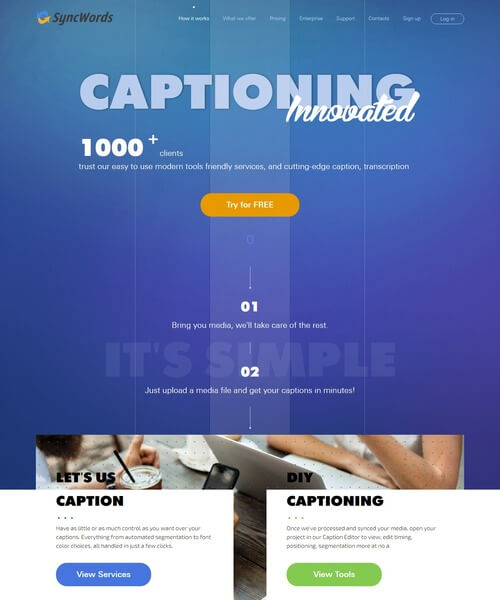 SyncWords
How it works What we offer Pricing Enterprise Support Contacts Sign up Log in
CAPTIONING
Innovated
1000 + clients
trust our easy to use modern tools friendly services, and cutting-edge caption, transcription
Try for FREE
01
Bring you media, we'll take care of the rest
IT'S SIMPLE
02
Just upload a media file and get your captions in minutes!
LET'S US
CAPTION
Have as little or as much control as you want over your
captions. Everything from automated segmentation to font
color choices, all handled in just a few clicks.
View Services
DIY
CAPTIONING
Once we've processed and synced your media, open your
project in our Caption Editor to view, edit timing,
positioning, segmentation more at no a
View Tools